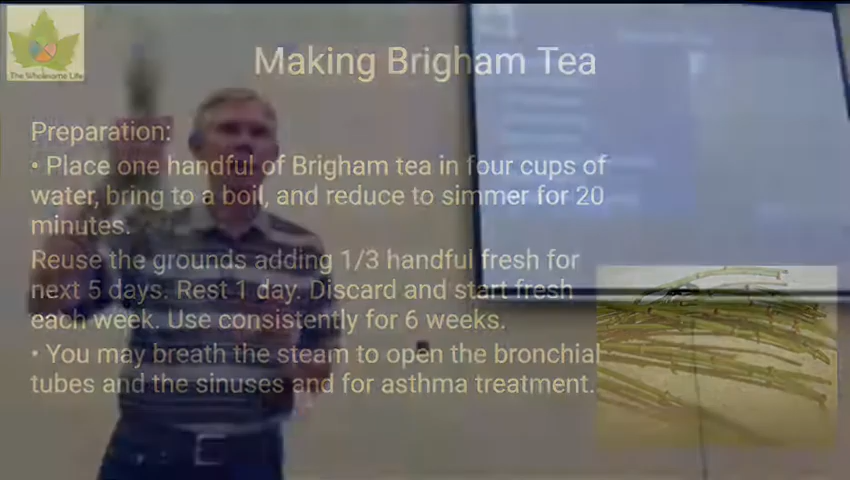 The Wholesome Life
Making Brigham Tea
Preparation:
• Place one handful of Brigham tea in four cups of
water, bring to a boil, and reduce to simmer for 20
minutes.
Reuse the grounds adding 1/3 handful fresh for
next 5 days. Rest 1 day. Discard and start fresh
each week. Use consistently for 6 weeks.
• You may breath the steam to open the bronchial
tubes and the sinuses and for asthma treatment.